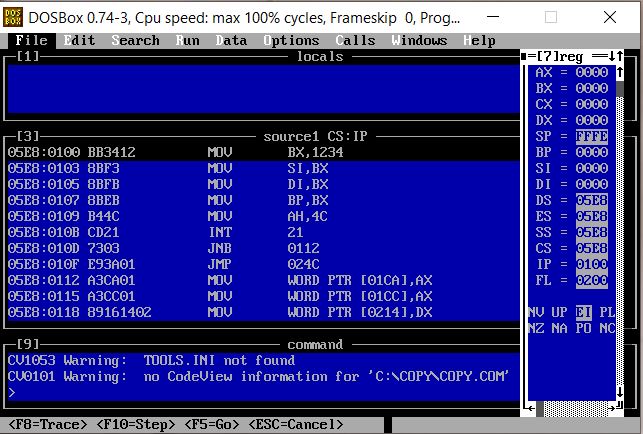 DOS BOX DOSBox 0.74-3, Cpu speed: max 100% cycles, Frameskip 0, Prog...
File Edit Search Run Data Options Calls Windows Help
[1] locals
[3] source1 CS:IP
05E8:0100 BB3412 MOV BX,1234
05E8:0103 8BF3 MOV SI,BX
05E8:0105 8BFB MOV DI,BX
05E8:0107 8BEB MOV BP,BX
05E8:0109 B44C MOV AH,4C
05E8:010B CD21 INT 21
05E8:010D 7303 JNB 0112
05E8:010F E93A01 JMP 024C
05E8:0112 A3CA01 MOV WORD PTR [01CA],AX
05E8:0115 A3CC01 MOV WORD PTR [01CC],AX
05E8:0118 89161402 MOV WORD PTR [0214],DX
[9] command
CV1053 Warning: TOOLS.INI not found
CV0101 Warning: no CodeView information for 'C:\COPY\COPY.COM'
>
[7]reg
AX = 0000
BX = 0000
CX = 0000
DX = 0000
SP = FFFE
BP = 0000
SI = 0000
DI = 0000
DS = 05E8
ES = 05E8
SS = 05E8
CS = 05E8
IP = 0100
FL = 0200
NV UP EI PL
NZ NA PO NC
<F8=Trace> <F10=Step> <F5=Go> <ESC=Cancel>